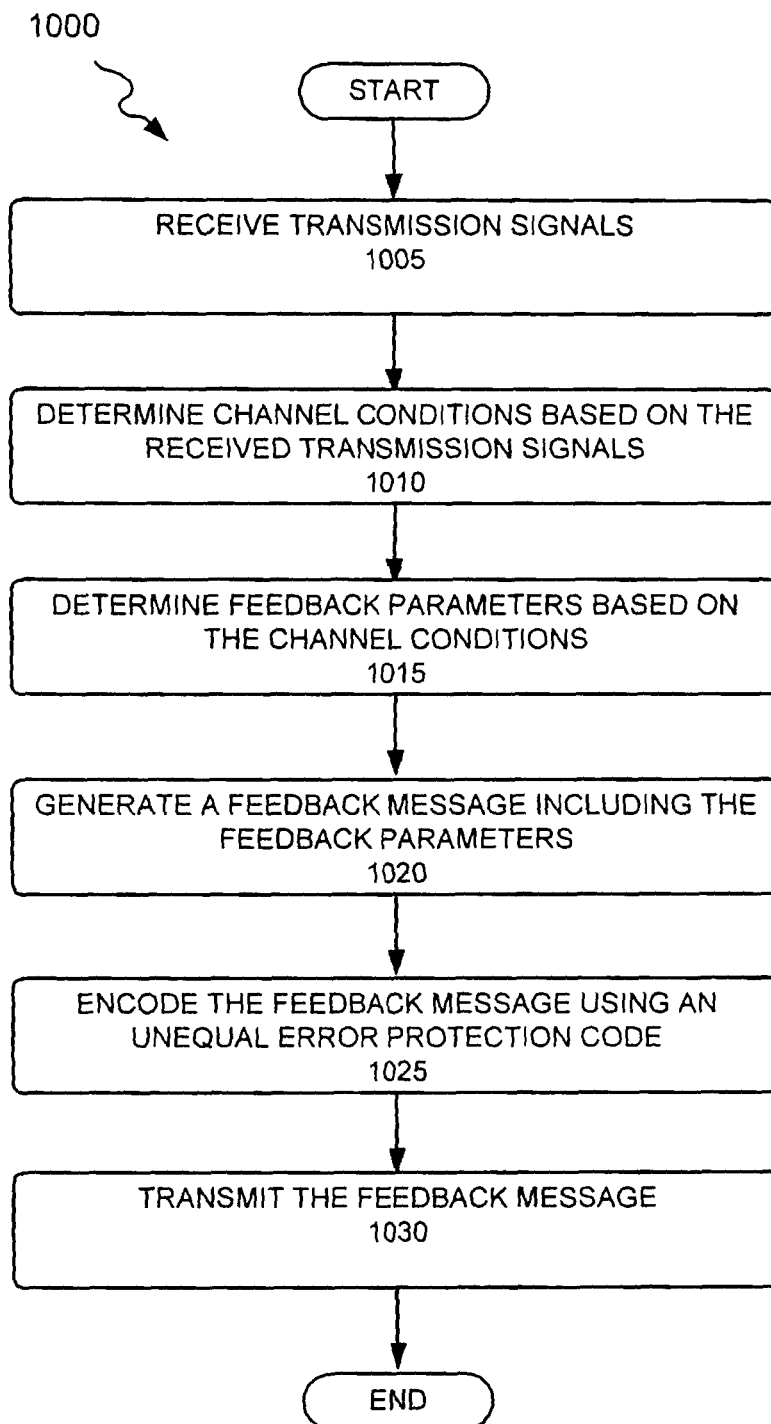 1000
START
RECEIVE TRANSMISSION SIGNALS
1005
DETERMINE CHANNEL CONDITIONS BASED ON THE
RECEIVED TRANSMISSION SIGNALS
1010
DETERMINE FEEDBACK PARAMETERS BASED ON
THE CHANNEL CONDITIONS
1015
GENERATE A FEEDBACK MESSAGE INCLUDING THE
FEEDBACK PARAMETERS
1020
ENCODE THE FEEDBACK MESSAGE USING AN
UNEQUAL ERROR PROTECTION CODE
1025
TRANSMIT THE FEEDBACK MESSAGE
1030
END